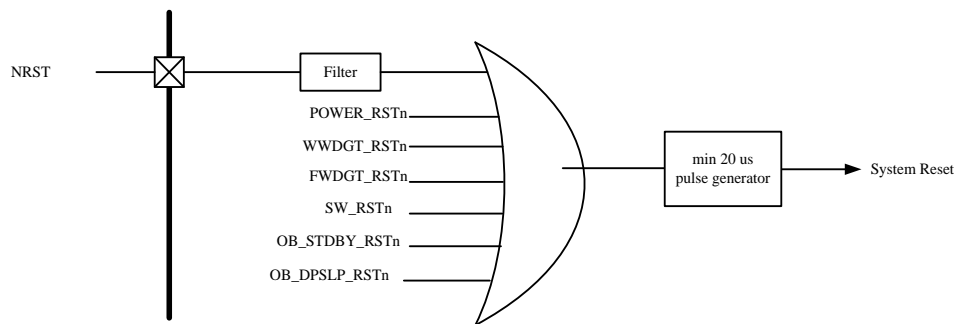 NRST
Filter
POWER_RSTn
WWDGT_RSTn
FWDGT_RSTn
SW_RSTn
OB_STDBY_RSTn
OB_DPSLP_RSTn
min 20 us
pulse generator
System Reset